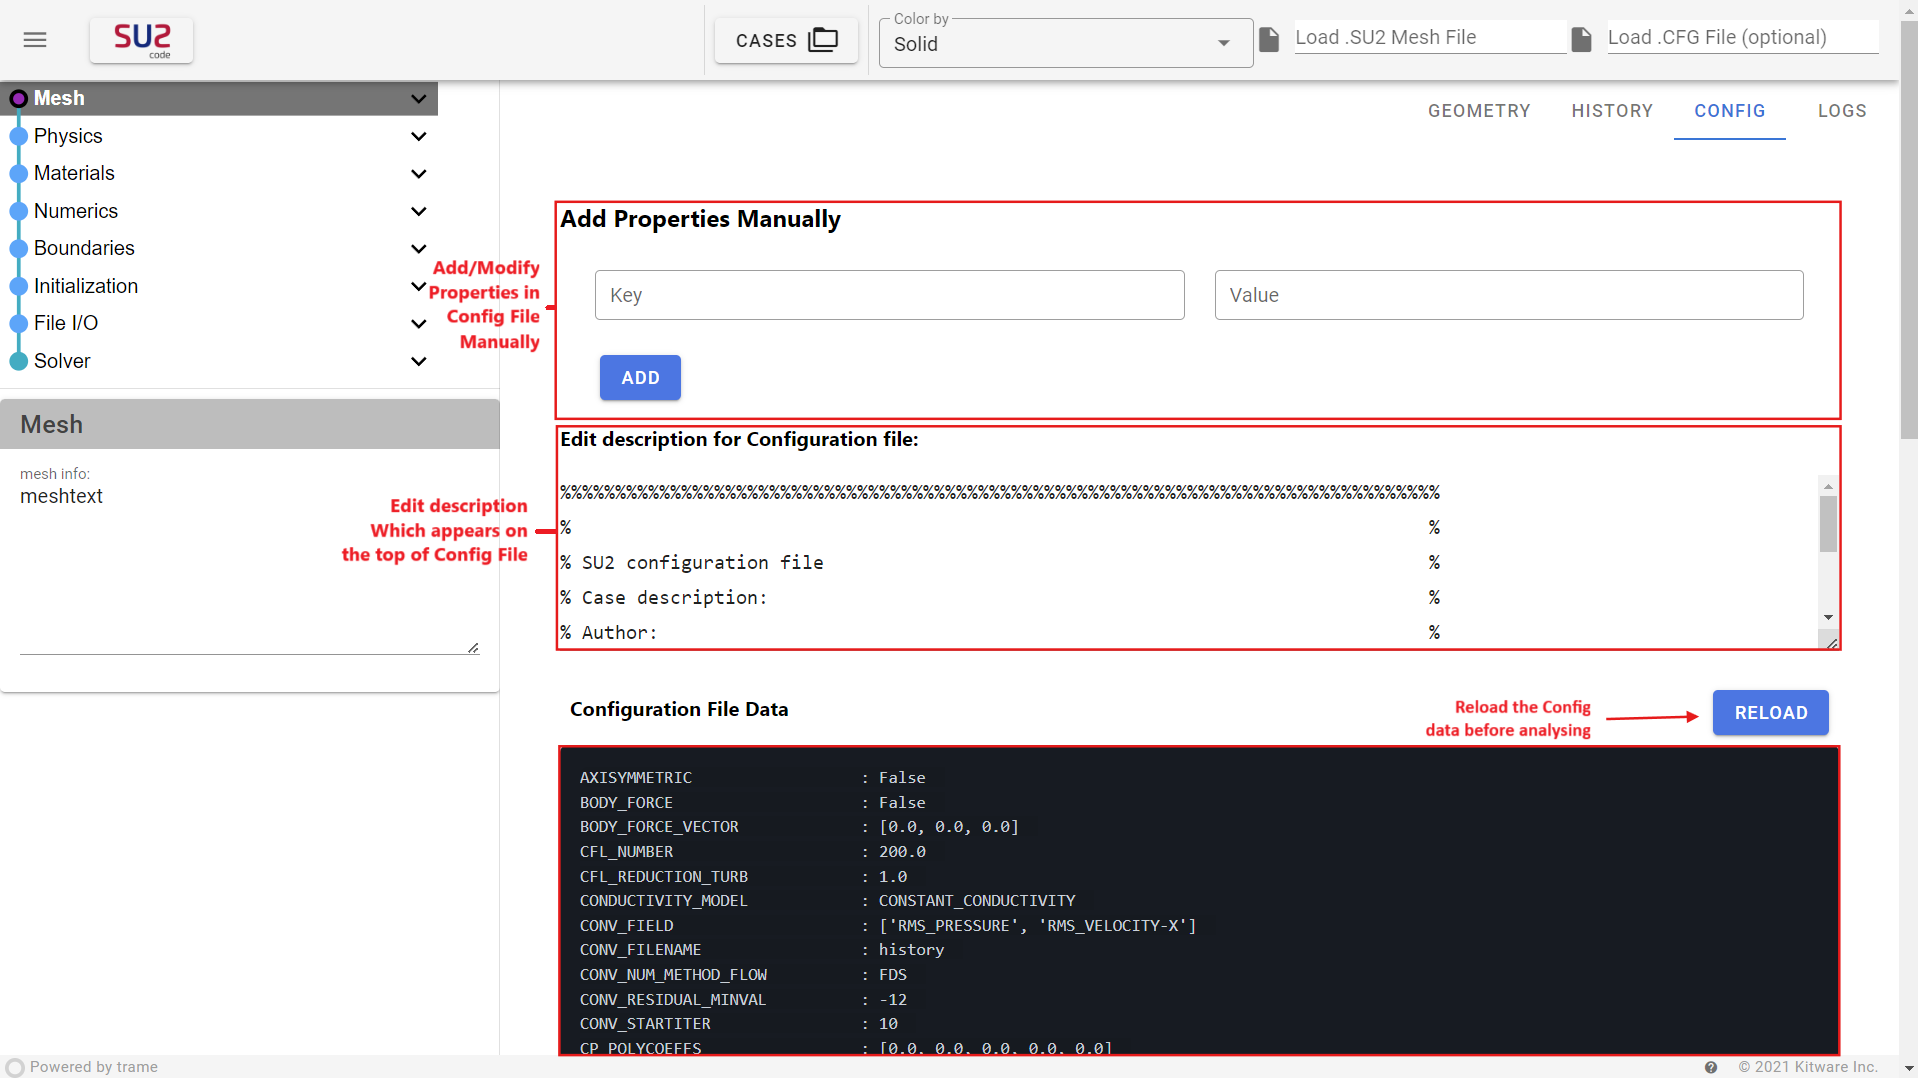 SU2
code
CASES
Color by
Solid
Load .SU2 Mesh File
Load .CFG File (optional)
Mesh
Physics
Materials
Numerics
Boundaries
Initialization
File I/O
Solver
Mesh
mesh info:
meshtext
GEOMETRY
HISTORY
CONFIG
LOGS
Add/Modify
Properties in
Config File
Manually
Add Properties Manually
Key
Value
ADD
Edit description
Which appears on
the top of Config File
Edit description for Configuration file:
%%%%%%%%%%%%%%%%%%%%%%%%%%%%%%%%%%%%%%%%%%%%%%%%%%%%%%%%%%%%%%%%%%%%%%%%%%%%%%%%
% %
% SU2 configuration file %
% Case description: %
% Author: %
Configuration File Data
Reload the Config
data before analysing
RELOAD
AXISYMMETRIC : False
BODY_FORCE : False
BODY_FORCE_VECTOR : [0.0, 0.0, 0.0]
CFL_NUMBER : 200.0
CFL_REDUCTION_TURB : 1.0
CONDUCTIVITY_MODEL : CONSTANT_CONDUCTIVITY
CONV_FIELD : ['RMS_PRESSURE', 'RMS_VELOCITY-X']
CONV_FILENAME : history
CONV_NUM_METHOD_FLOW : FDS
CONV_RESIDUAL_MINVAL : -12
CONV_STARTITER : 10
CP_POLYCOEFFS : [0.0, 0.0, 0.0, 0.0, 0.0]
Powered by trame
© 2021 Kitware Inc.